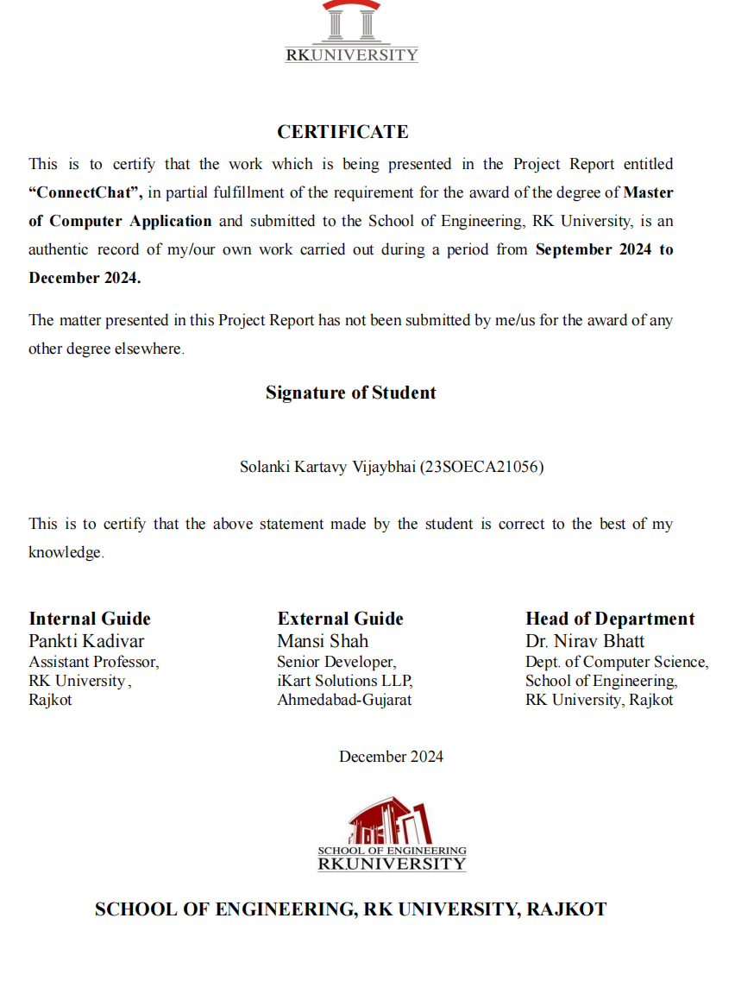 RK.UNIVERSITY
CERTIFICATE
This is to certify that the work which is being presented in the Project Report entitled
“ConnectChat”, in partial fulfillment of the requirement for the award of the degree of Master
of Computer Application and submitted to the School of Engineering, RK University, is an
authentic record of my/our own work carried out during a period from September 2024 to
December 2024.
The matter presented in this Project Report has not been submitted by me/us for the award of any
other degree elsewhere.
Signature of Student
Solanki Kartavy Vijaybhai (23SOECA21056)
This is to certify that the above statement made by the student is correct to the best of my
knowledge.
Internal Guide
Pankti Kadivar
Assistant Professor,
RK University,
Rajkot
External Guide
Mansi Shah
Senior Developer,
iKart Solutions LLP,
Ahmedabad-Gujarat
Head of Department
Dr. Nirav Bhatt
Dept. of Computer Science,
School of Engineering,
RK University, Rajkot
December 2024
SCHOOL OF ENGINEERING
RK.UNIVERSITY
SCHOOL OF ENGINEERING, RK UNIVERSITY, RAJKOT